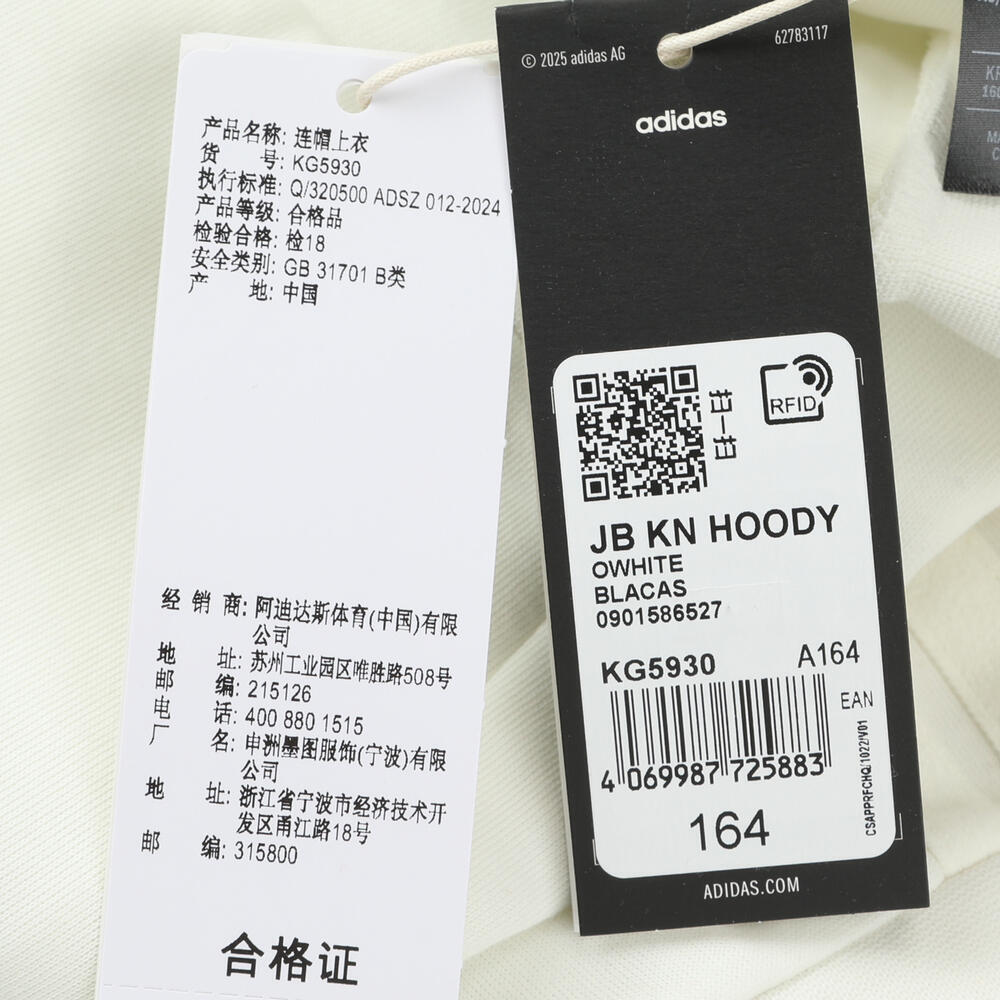 产品名称: 连帽上衣
货 号: KG5930
执行标准: Q/320500 ADSZ 012-2024
产品等级: 合格品
检验合格: 检18
安全类别: GB 31701 B类
产 地: 中国
经 销 商: 阿迪达斯体育(中国)有限
公司
地 址: 苏州工业园区唯胜路508号
邮 编: 215126
电 话: 400 880 1515
厂 名: 申洲墨图服饰(宁波)有限
公司
地 址: 浙江省宁波市经济技术开
发区甬江路18号
邮 编: 315800
合格证
© 2025 adidas AG
62783117
adidas
扫一扫
RFID
JB KN HOODY
OWHITE
BLACAS
0901586527
KG5930 A164
EAN
4 069987 725883
164
CSAPPRFCHQ/1022/V01
ADIDAS.COM